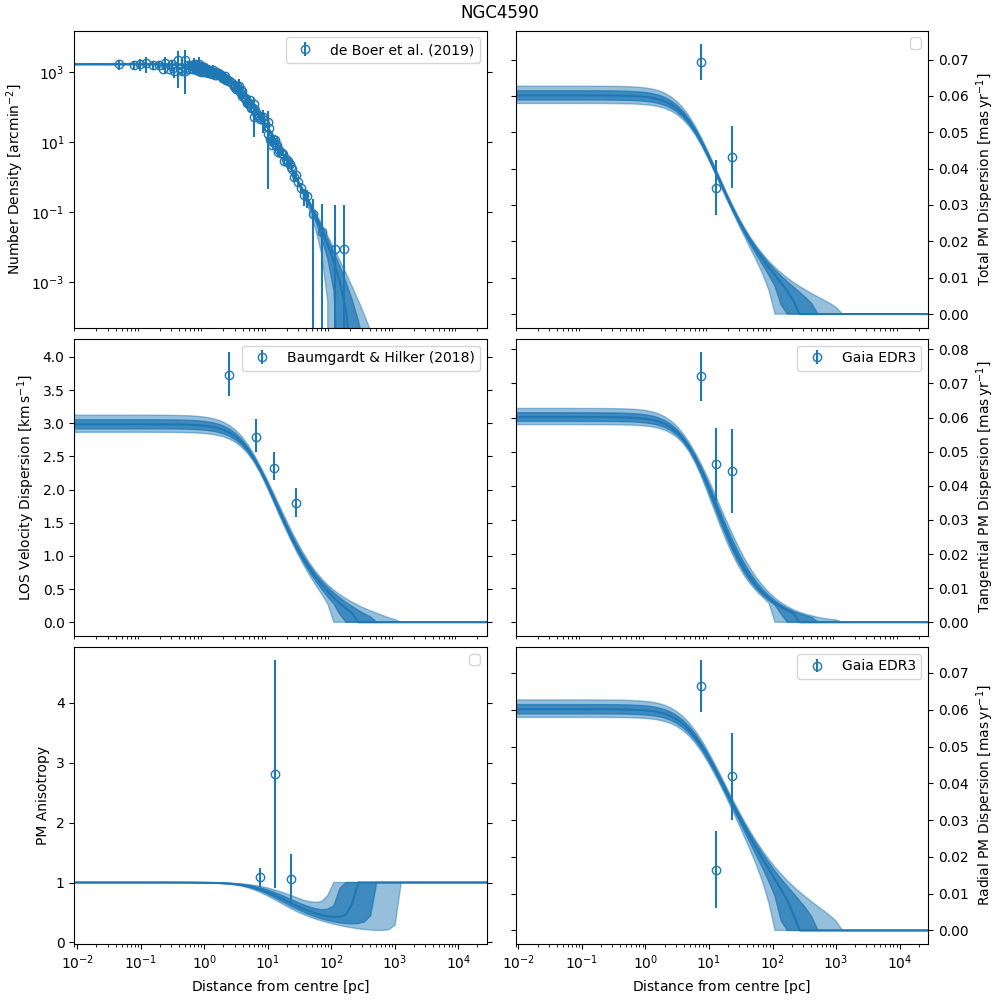 NGC4590
de Boer et al. (2019)
Number Density [arcmin⁻²]
10³
10¹
10⁻¹
10⁻³
Total PM Dispersion [mas yr⁻¹]
0.07
0.06
0.05
0.04
0.03
0.02
0.01
0.00
Baumgardt & Hilker (2018)
LOS Velocity Dispersion [km s⁻¹]
4.0
3.5
3.0
2.5
2.0
1.5
1.0
0.5
0.0
Gaia EDR3
Tangential PM Dispersion [mas yr⁻¹]
0.08
0.07
0.06
0.05
0.04
0.03
0.02
0.01
0.00
PM Anisotropy
4
3
2
1
0
10⁻² 10⁻¹ 10⁰ 10¹ 10² 10³ 10⁴
Distance from centre [pc]
Gaia EDR3
Radial PM Dispersion [mas yr⁻¹]
0.07
0.06
0.05
0.04
0.03
0.02
0.01
0.00
10⁻² 10⁻¹ 10⁰ 10¹ 10² 10³ 10⁴
Distance from centre [pc]